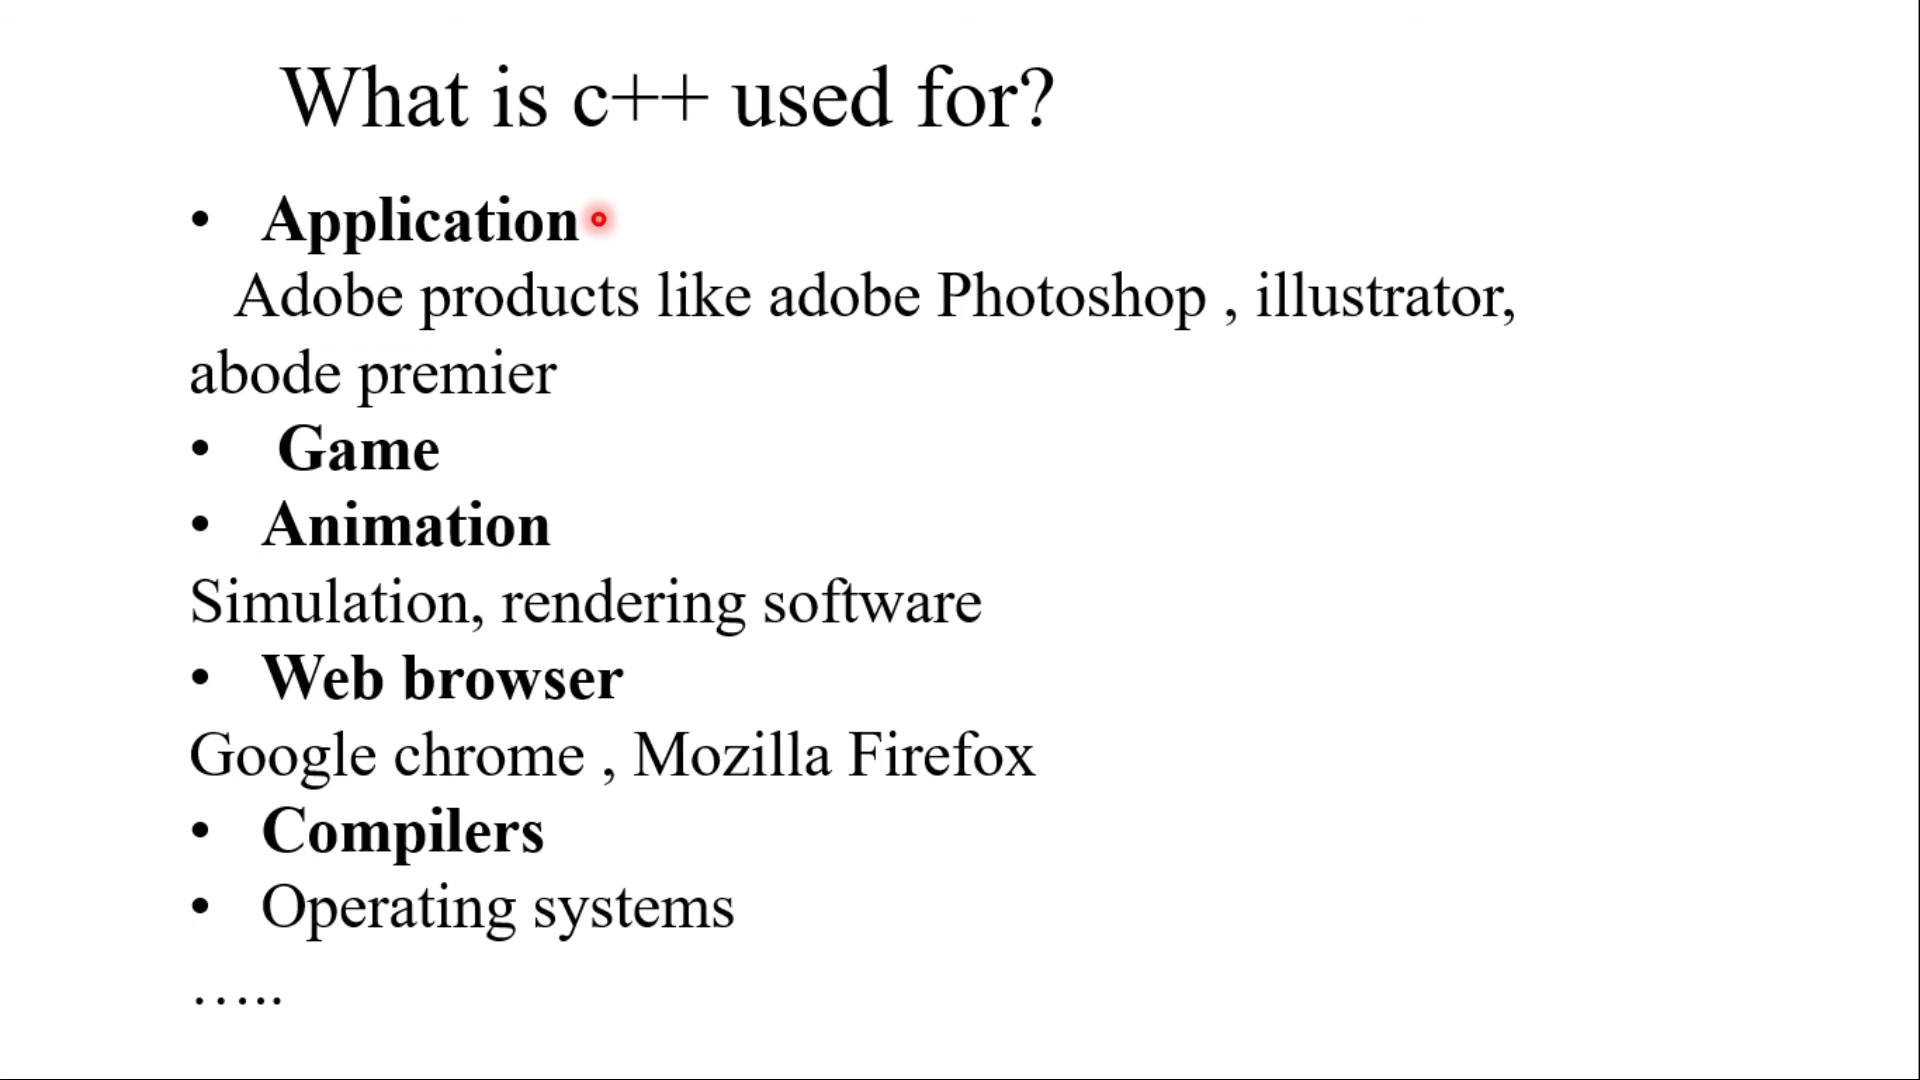 What is c++ used for?
• Application
Adobe products like adobe Photoshop , illustrator,
abode premier
• Game
• Animation
Simulation, rendering software
• Web browser
Google chrome , Mozilla Firefox
• Compilers
• Operating systems
…..